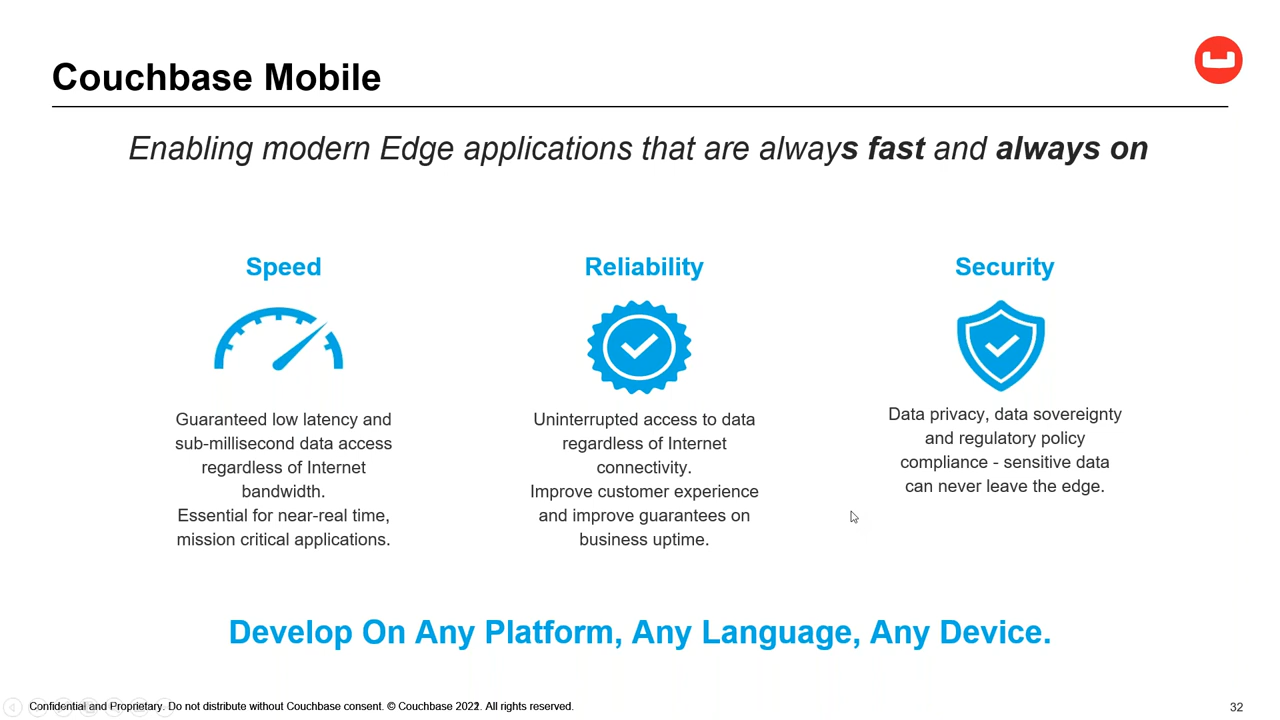 Couchbase Mobile
Enabling modern Edge applications that are always fast and always on
Speed
Guaranteed low latency and
sub-millisecond data access
regardless of Internet
bandwidth.
Essential for near-real time,
mission critical applications.
Reliability
Uninterrupted access to data
regardless of Internet
connectivity.
Improve customer experience
and improve guarantees on
business uptime.
Security
Data privacy, data sovereignty
and regulatory policy
compliance - sensitive data
can never leave the edge.
Develop On Any Platform, Any Language, Any Device.
Confidential and Proprietary. Do not distribute without Couchbase consent. © Couchbase All rights reserved.
32